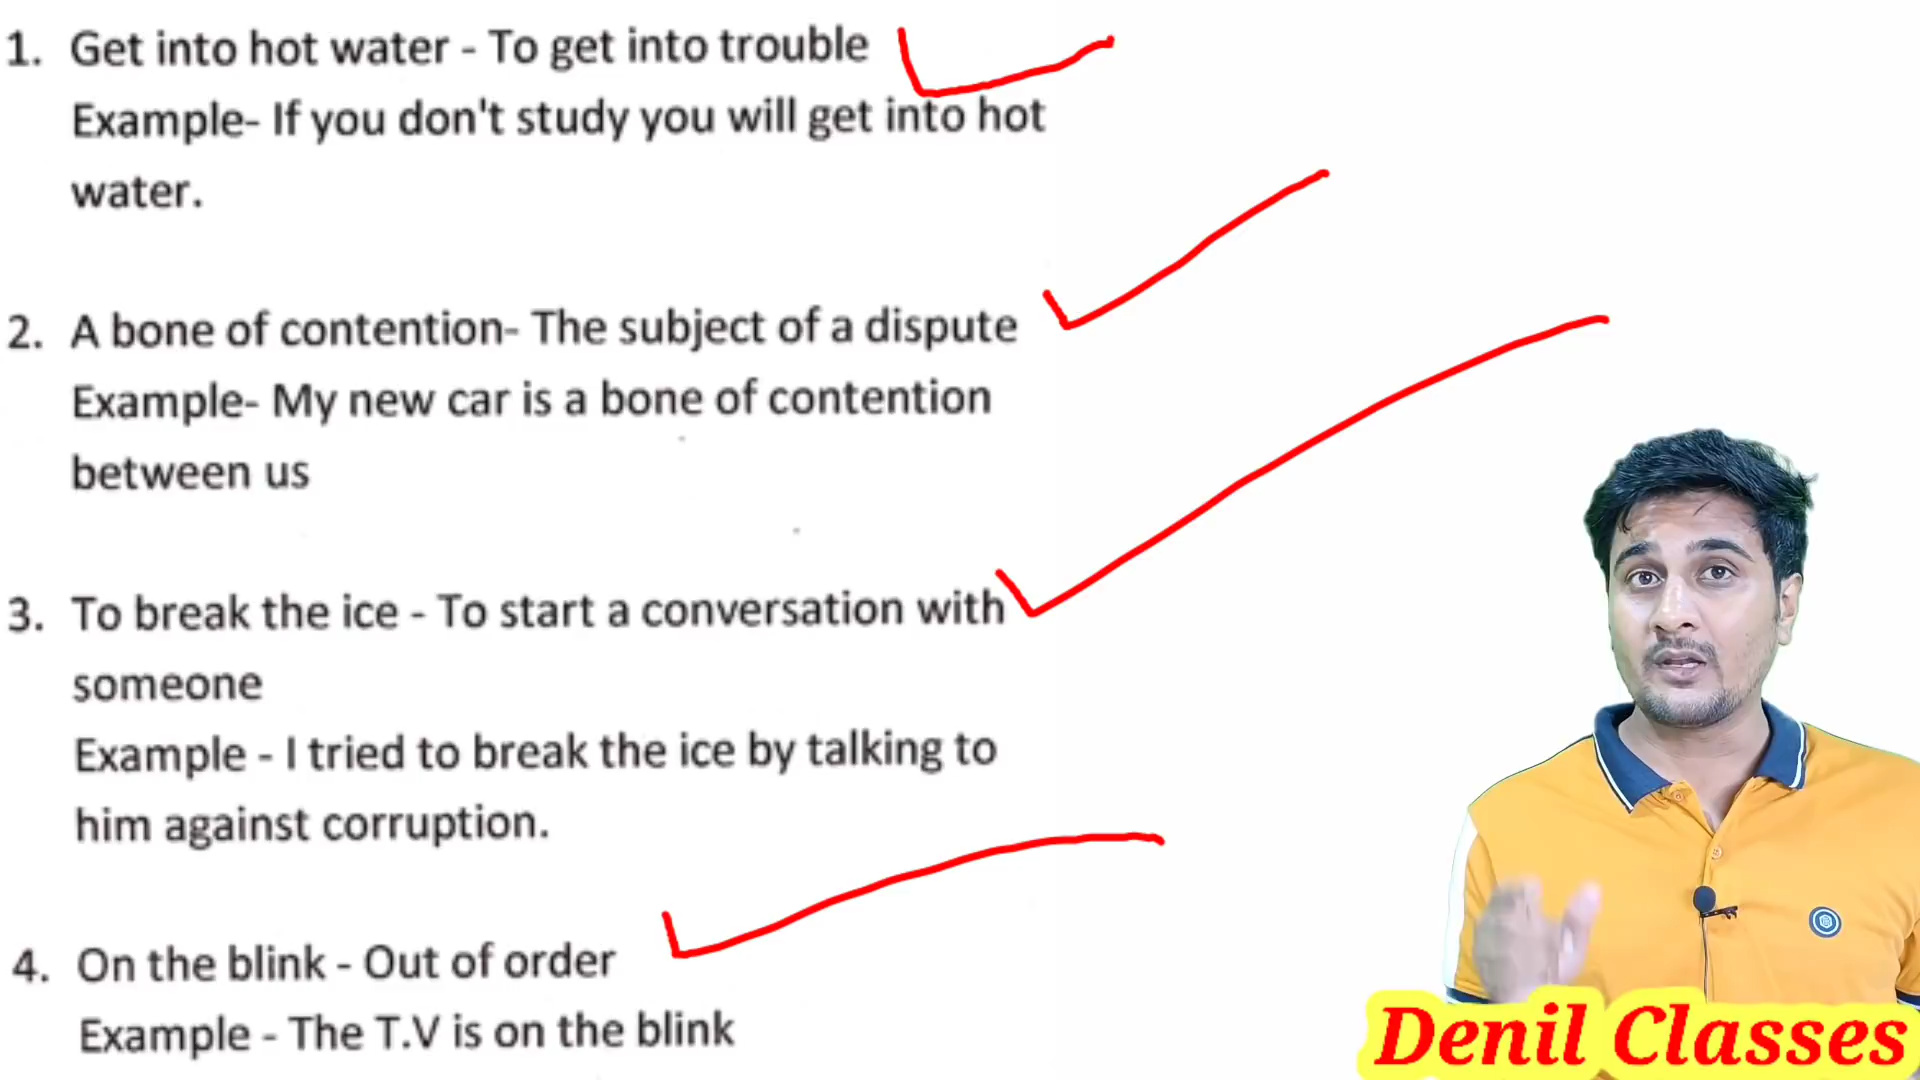 1. Get into hot water - To get into trouble
Example- If you don't study you will get into hot
water.
2. A bone of contention- The subject of a dispute
Example- My new car is a bone of contention
between us
3. To break the ice - To start a conversation with
someone
Example - I tried to break the ice by talking to
him against corruption.
4. On the blink - Out of order
Example - The T.V is on the blink
Denil Classes